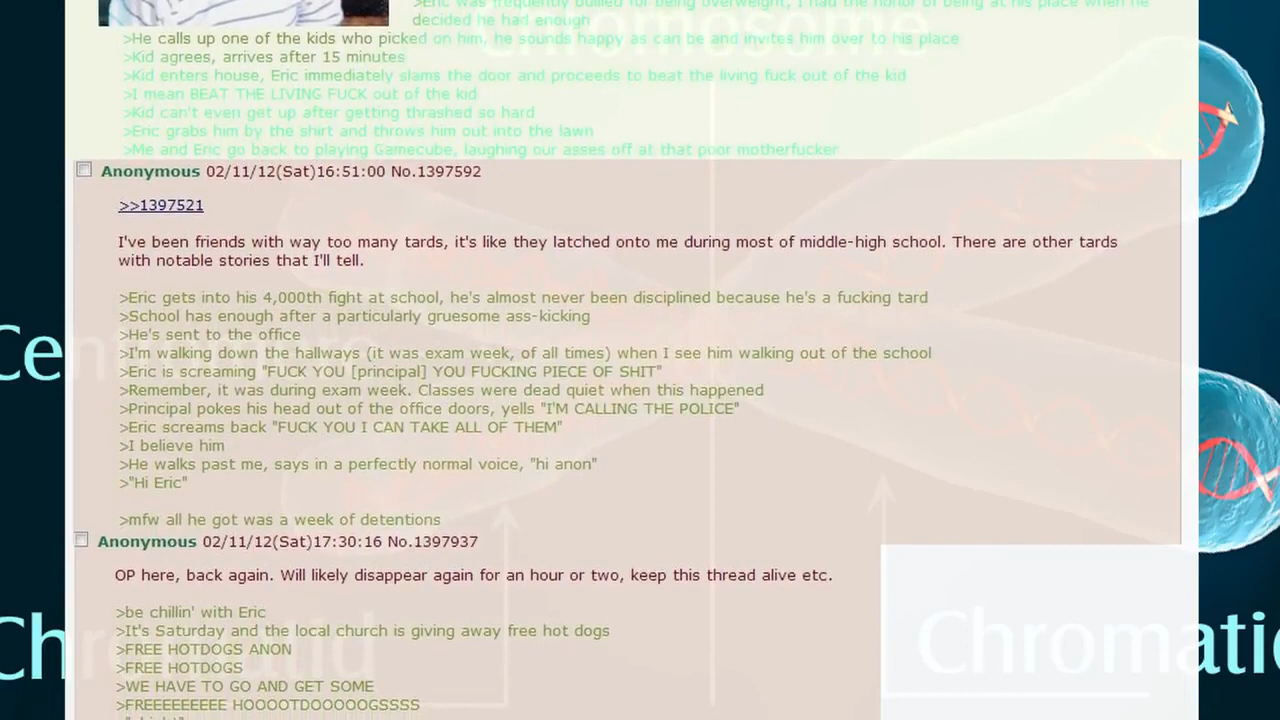 >Eric was frequently bullied for being overweight, I had the honor of being at his place when he
decided he had enough
Chromosome
>He calls up one of the kids who picked on him, he sounds happy as can be and invites him over to his place
>Kid agrees, arrives after 15 minutes
>Kid enters house, Eric immediately slams the door and proceeds to beat the living fuck out of the kid
>I mean BEAT THE LIVING FUCK out of the kid
>Kid can't even get up after getting thrashed so hard
>Eric grabs him by the shirt and throws him out into the lawn
>Me and Eric go back to playing Gamecube, laughing our asses off at that poor motherfucker
Anonymous 02/11/12(Sat)16:51:00 No.1397592
>>1397521
I've been friends with way too many tards, it's like they latched onto me during most of middle-high school. There are other tards
with notable stories that I'll tell.
>Eric gets into his 4,000th fight at school, he's almost never been disciplined because he's a fucking tard
>School has enough after a particularly gruesome ass-kicking
>He's sent to the office
>I'm walking down the hallways (it was exam week, of all times) when I see him walking out of the school
>Eric is screaming "FUCK YOU [principal] YOU FUCKING PIECE OF SHIT"
>Remember, it was during exam week. Classes were dead quiet when this happened
>Principal pokes his head out of the office doors, yells "I'M CALLING THE POLICE"
>Eric screams back "FUCK YOU I CAN TAKE ALL OF THEM"
>I believe him
>He walks past me, says in a perfectly normal voice, "hi anon"
>"Hi Eric"
>mfw all he got was a week of detentions
Anonymous 02/11/12(Sat)17:30:16 No.1397937
OP here, back again. Will likely disappear again for an hour or two, keep this thread alive etc.
>be chillin' with Eric
>It's Saturday and the local church is giving away free hot dogs
>FREE HOTDOGS ANON
Chromatid
Chromatid
>FREE HOTDOGS
>WE HAVE TO GO AND GET SOME
>FREEEEEEEEE HOOOOTDOOOOOGSSSS